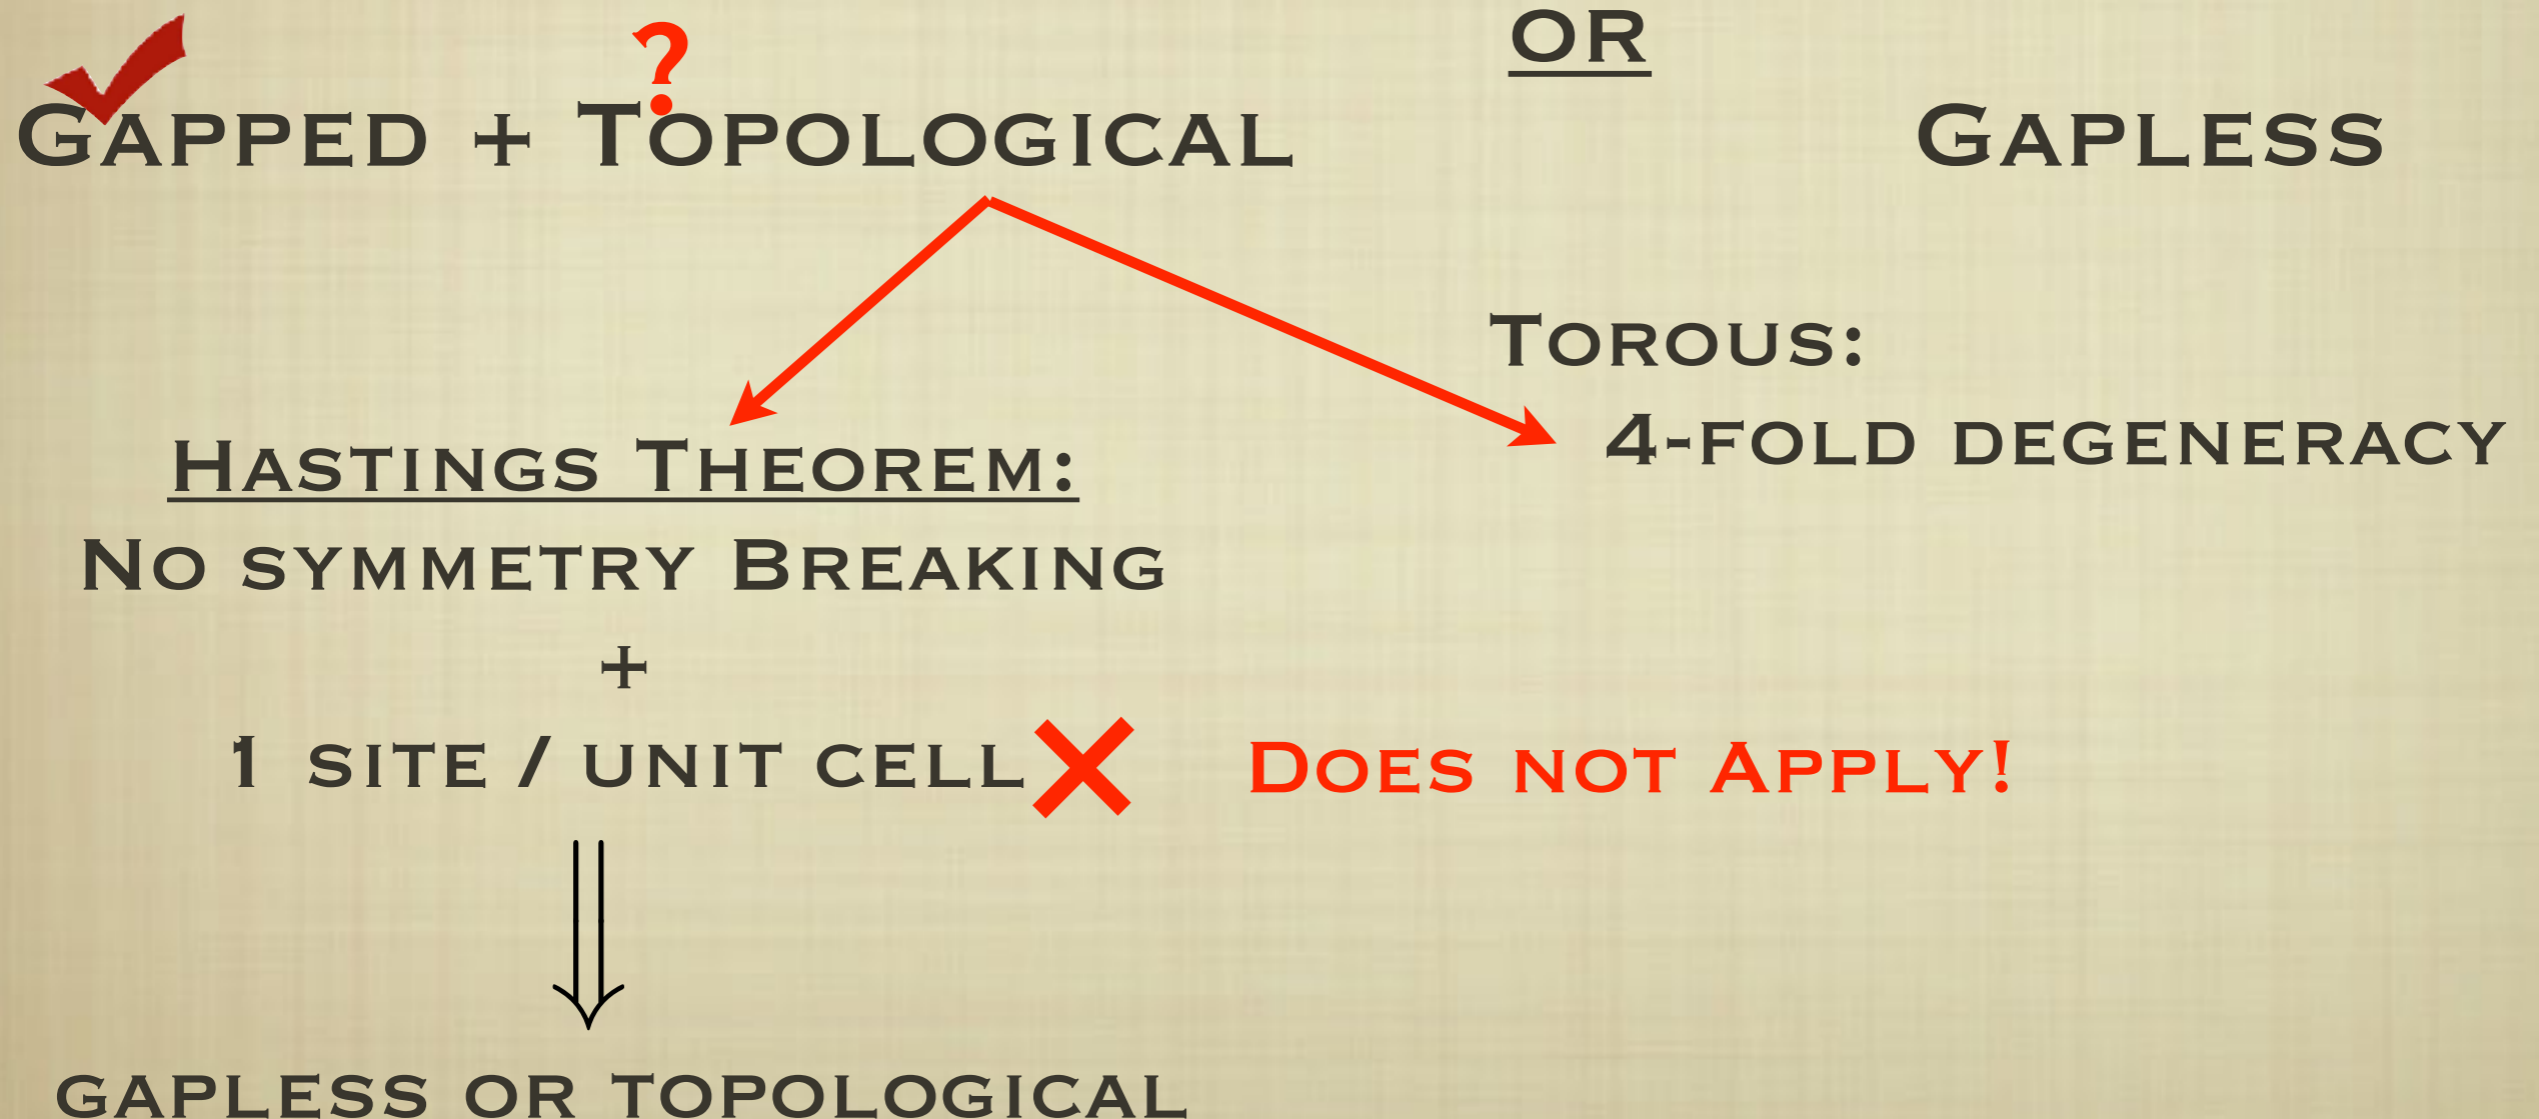 ?
OR
GAPPED + TOPOLOGICAL
GAPLESS
TOROUS:
4-FOLD DEGENERACY
HASTINGS THEOREM:
NO SYMMETRY BREAKING
+
1 SITE / UNIT CELL
DOES NOT APPLY!
GAPLESS OR TOPOLOGICAL